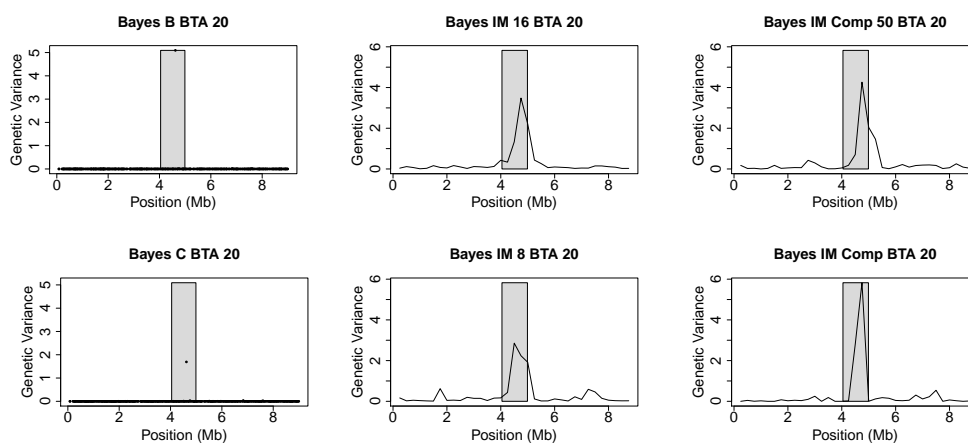 Bayes B BTA 20
Genetic Variance
0 1 2 3 4 5
0 2 4 6 8
Position (Mb)
Bayes IM 16 BTA 20
Genetic Variance
0 2 4 6
0 2 4 6 8
Position (Mb)
Bayes IM Comp 50 BTA 20
Genetic Variance
0 2 4 6
0 2 4 6 8
Position (Mb)
Bayes C BTA 20
Genetic Variance
0 1 2 3 4 5
0 2 4 6 8
Position (Mb)
Bayes IM 8 BTA 20
Genetic Variance
0 2 4 6
0 2 4 6 8
Position (Mb)
Bayes IM Comp BTA 20
Genetic Variance
0 2 4 6
0 2 4 6 8
Position (Mb)